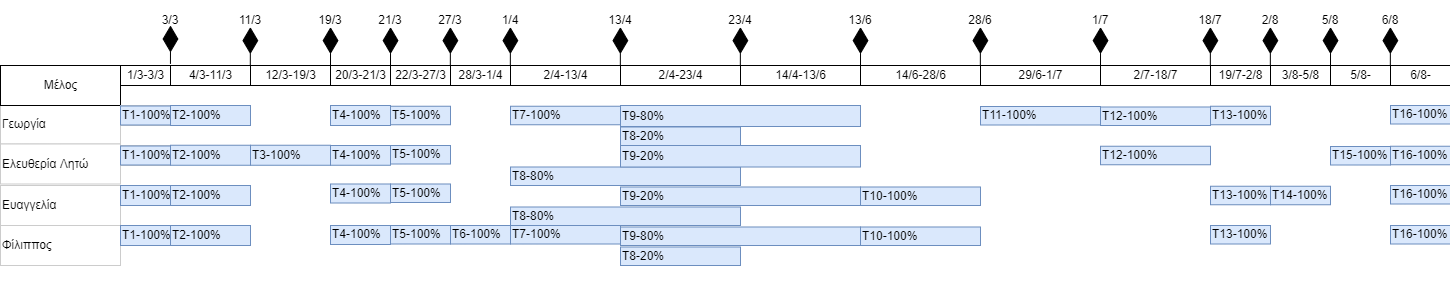 3/3 11/3 19/3 21/3 27/3 1/4 13/4 23/4 13/6 28/6 1/7 18/7 2/8 5/8 6/8
Μέλος 1/3-3/3 4/3-11/3 12/3-19/3 20/3-21/3 22/3-27/3 28/3-1/4 2/4-13/4 2/4-23/4 14/4-13/6 14/6-28/6 29/6-1/7 2/7-18/7 19/7-2/8 3/8-5/8 5/8- 6/8-
Γεωργία T1-100% T2-100% T4-100% T5-100% T7-100% T9-80% T11-100% T12-100% T13-100% T16-100%
T8-20%
Ελευθερία Λητώ T1-100% T2-100% T3-100% T4-100% T5-100% T9-20% T12-100% T15-100% T16-100%
T8-80%
Ευαγγελία T1-100% T2-100% T4-100% T5-100% T9-20% T10-100% T13-100% T14-100% T16-100%
T8-80%
Φίλιππος T1-100% T2-100% T4-100% T5-100% T6-100% T7-100% T9-80% T10-100% T13-100% T16-100%
T8-20%